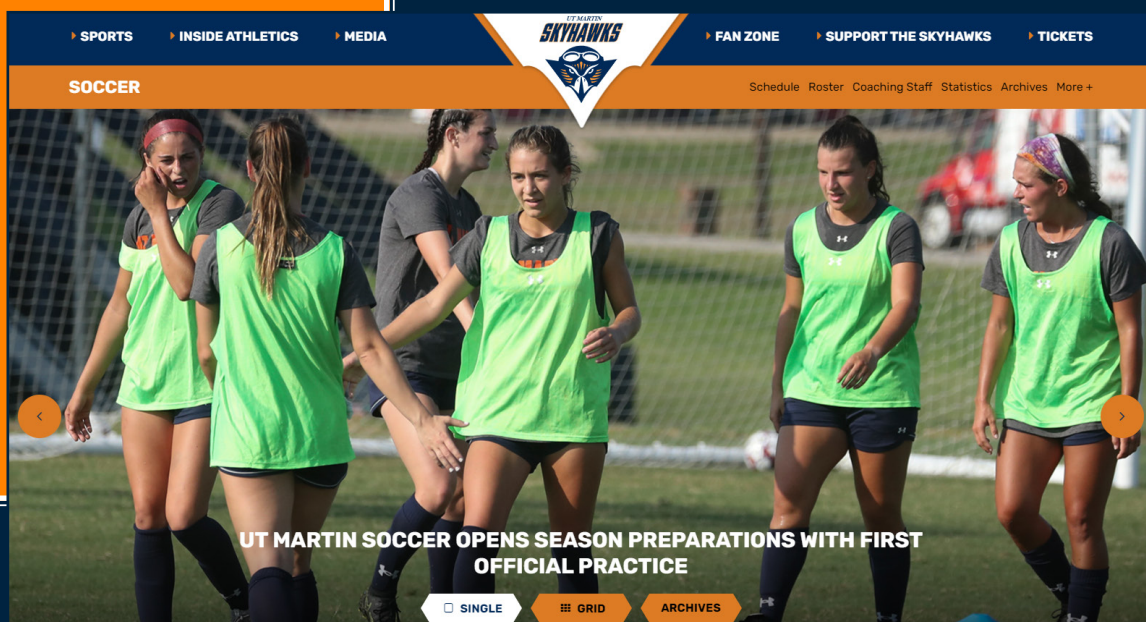 SPORTS
INSIDE ATHLETICS
MEDIA
UT MARTIN
SKYHAWKS
FAN ZONE
SUPPORT THE SKYHAWKS
TICKETS
SOCCER
Schedule Roster Coaching Staff Statistics Archives More +
UT MARTIN SOCCER OPENS SEASON PREPARATIONS WITH FIRST
OFFICIAL PRACTICE
SINGLE
GRID
ARCHIVES